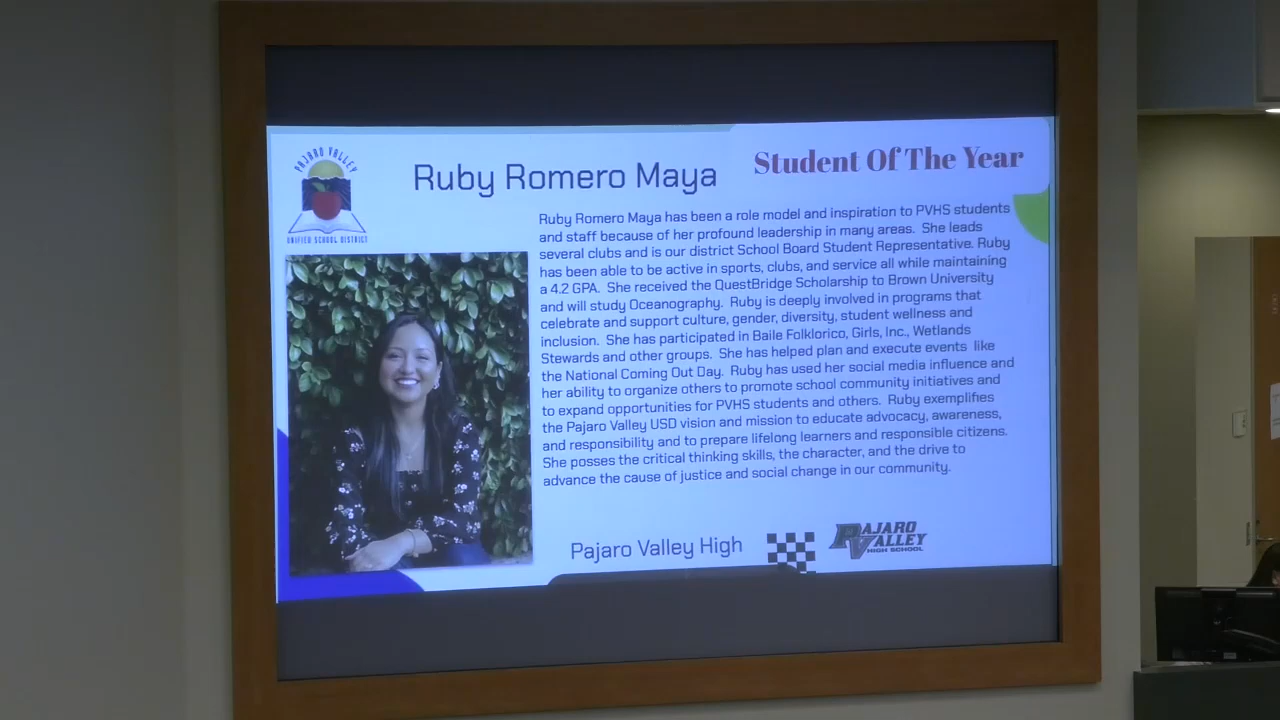 PAJARO VALLEY
UNIFIED SCHOOL DISTRICT
Ruby Romero Maya
Student Of The Year
Ruby Romero Maya has been a role model and inspiration to PVHS students
and staff because of her profound leadership in many areas. She leads
several clubs and is our district School Board Student Representative. Ruby
has been able to be active in sports, clubs, and service all while maintaining
a 4.2 GPA. She received the QuestBridge Scholarship to Brown University
and will study Oceanography. Ruby is deeply involved in programs that
celebrate and support culture, gender, diversity, student wellness and
inclusion. She has participated in Baile Folklorico, Girls, Inc., Wetlands
Stewards and other groups. She has helped plan and execute events like
the National Coming Out Day. Ruby has used her social media influence and
her ability to organize others to promote school community initiatives and
to expand opportunities for PVHS students and others. Ruby exemplifies
the Pajaro Valley USD vision and mission to educate advocacy, awareness,
and responsibility and to prepare lifelong learners and responsible citizens.
She posses the critical thinking skills, the character, and the drive to
advance the cause of justice and social change in our community.
Pajaro Valley High
PAJARO
VALLEY
HIGH SCHOOL